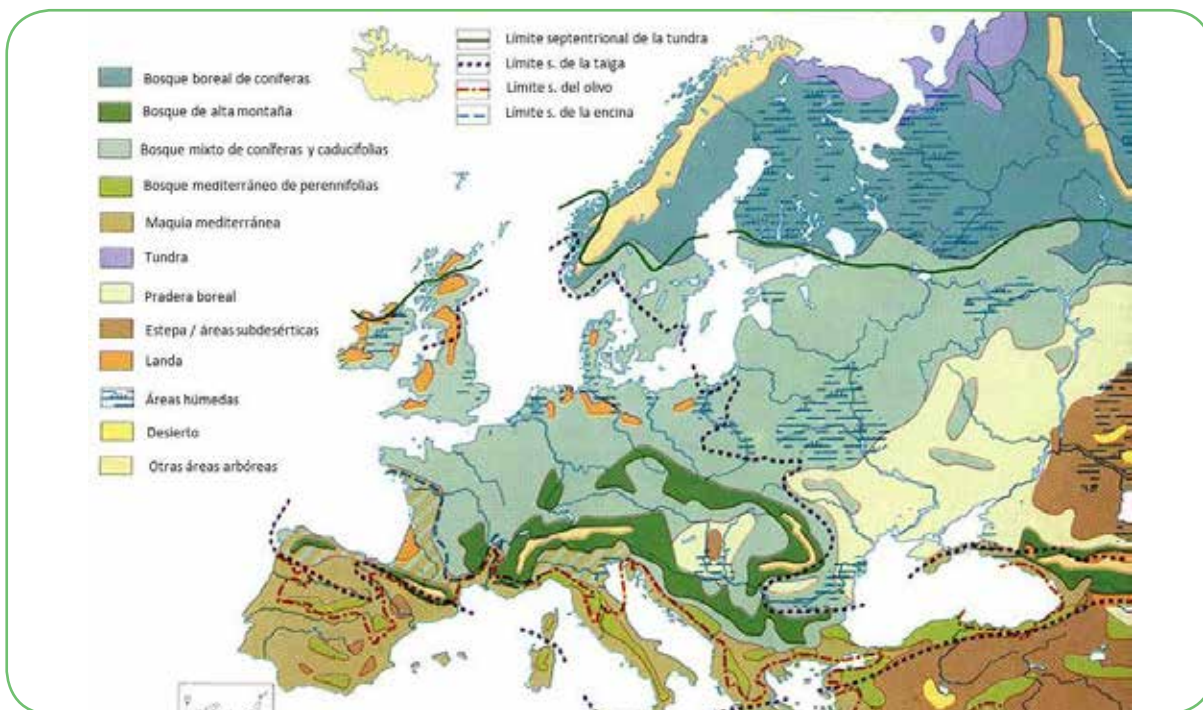 Bosque boreal de coníferas
Bosque de alta montaña
Bosque mixto de coníferas y caducifolias
Bosque mediterráneo de perennifolias
Maquia mediterránea
Tundra
Pradera boreal
Estepa / áreas subdesérticas
Landa
Áreas húmedas
Desierto
Otras áreas arbóreas
Límite septentrional de la tundra
Límite s. de la taiga
Límite s. del olivo
Límite s. de la encina